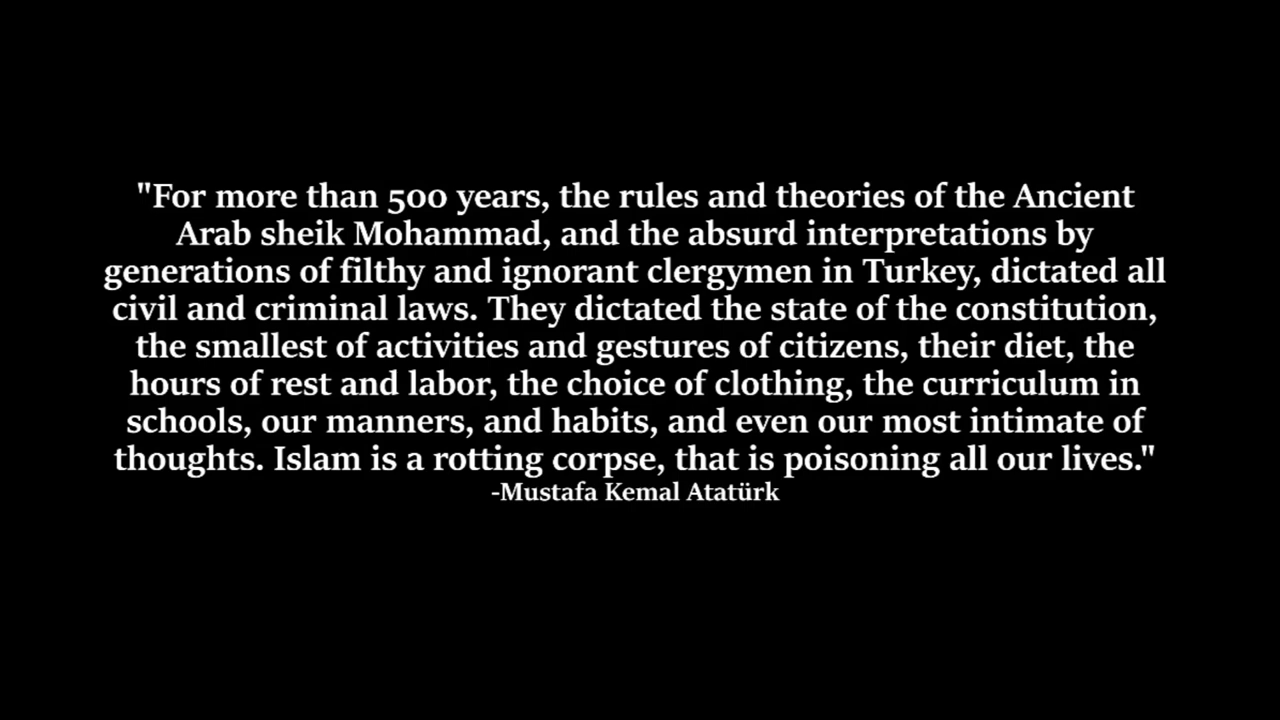 "For more than 500 years, the rules and theories of the Ancient
Arab sheik Mohammad, and the absurd interpretations by
generations of filthy and ignorant clergymen in Turkey, dictated all
civil and criminal laws. They dictated the state of the constitution,
the smallest of activities and gestures of citizens, their diet, the
hours of rest and labor, the choice of clothing, the curriculum in
schools, our manners, and habits, and even our most intimate of
thoughts. Islam is a rotting corpse, that is poisoning all our lives."
-Mustafa Kemal Atatürk